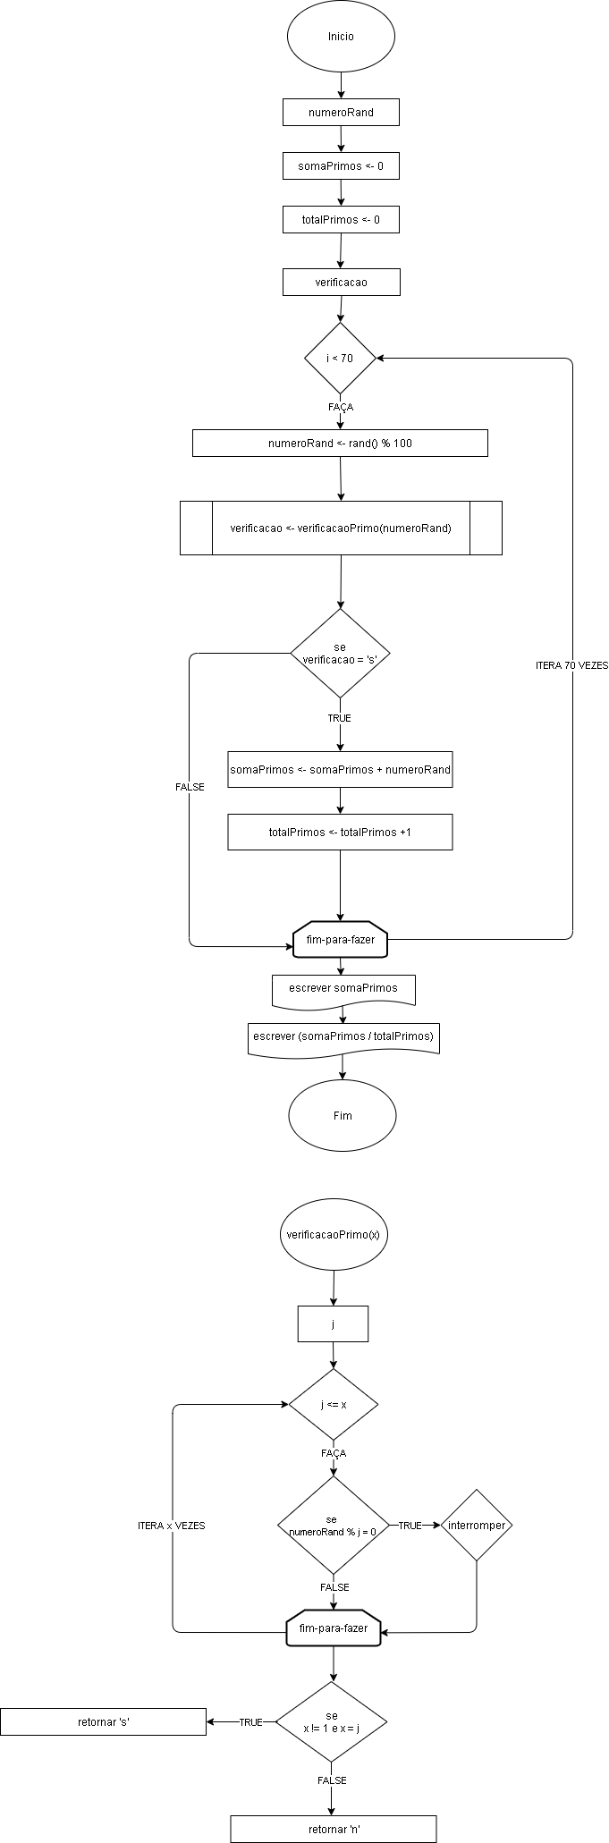 Inicio
numeroRand
somaPrimos <- 0
totalPrimos <- 0
verificacao
i < 70
FAÇA
numeroRand <- rand() % 100
verificacao <- verificacaoPrimo(numeroRand)
se
verificacao = 's'
ITERA 70 VEZES
TRUE
somaPrimos <- somaPrimos + numeroRand
FALSE
totalPrimos <- totalPrimos +1
fim-para-fazer
escrever somaPrimos
escrever (somaPrimos / totalPrimos)
Fim
verificacaoPrimo(x)
j
j <= x
FAÇA
se
numeroRand % j = 0
TRUE
interromper
ITERA x VEZES
FALSE
fim-para-fazer
se
x != 1 e x = j
TRUE
retornar 's'
FALSE
retornar 'n'